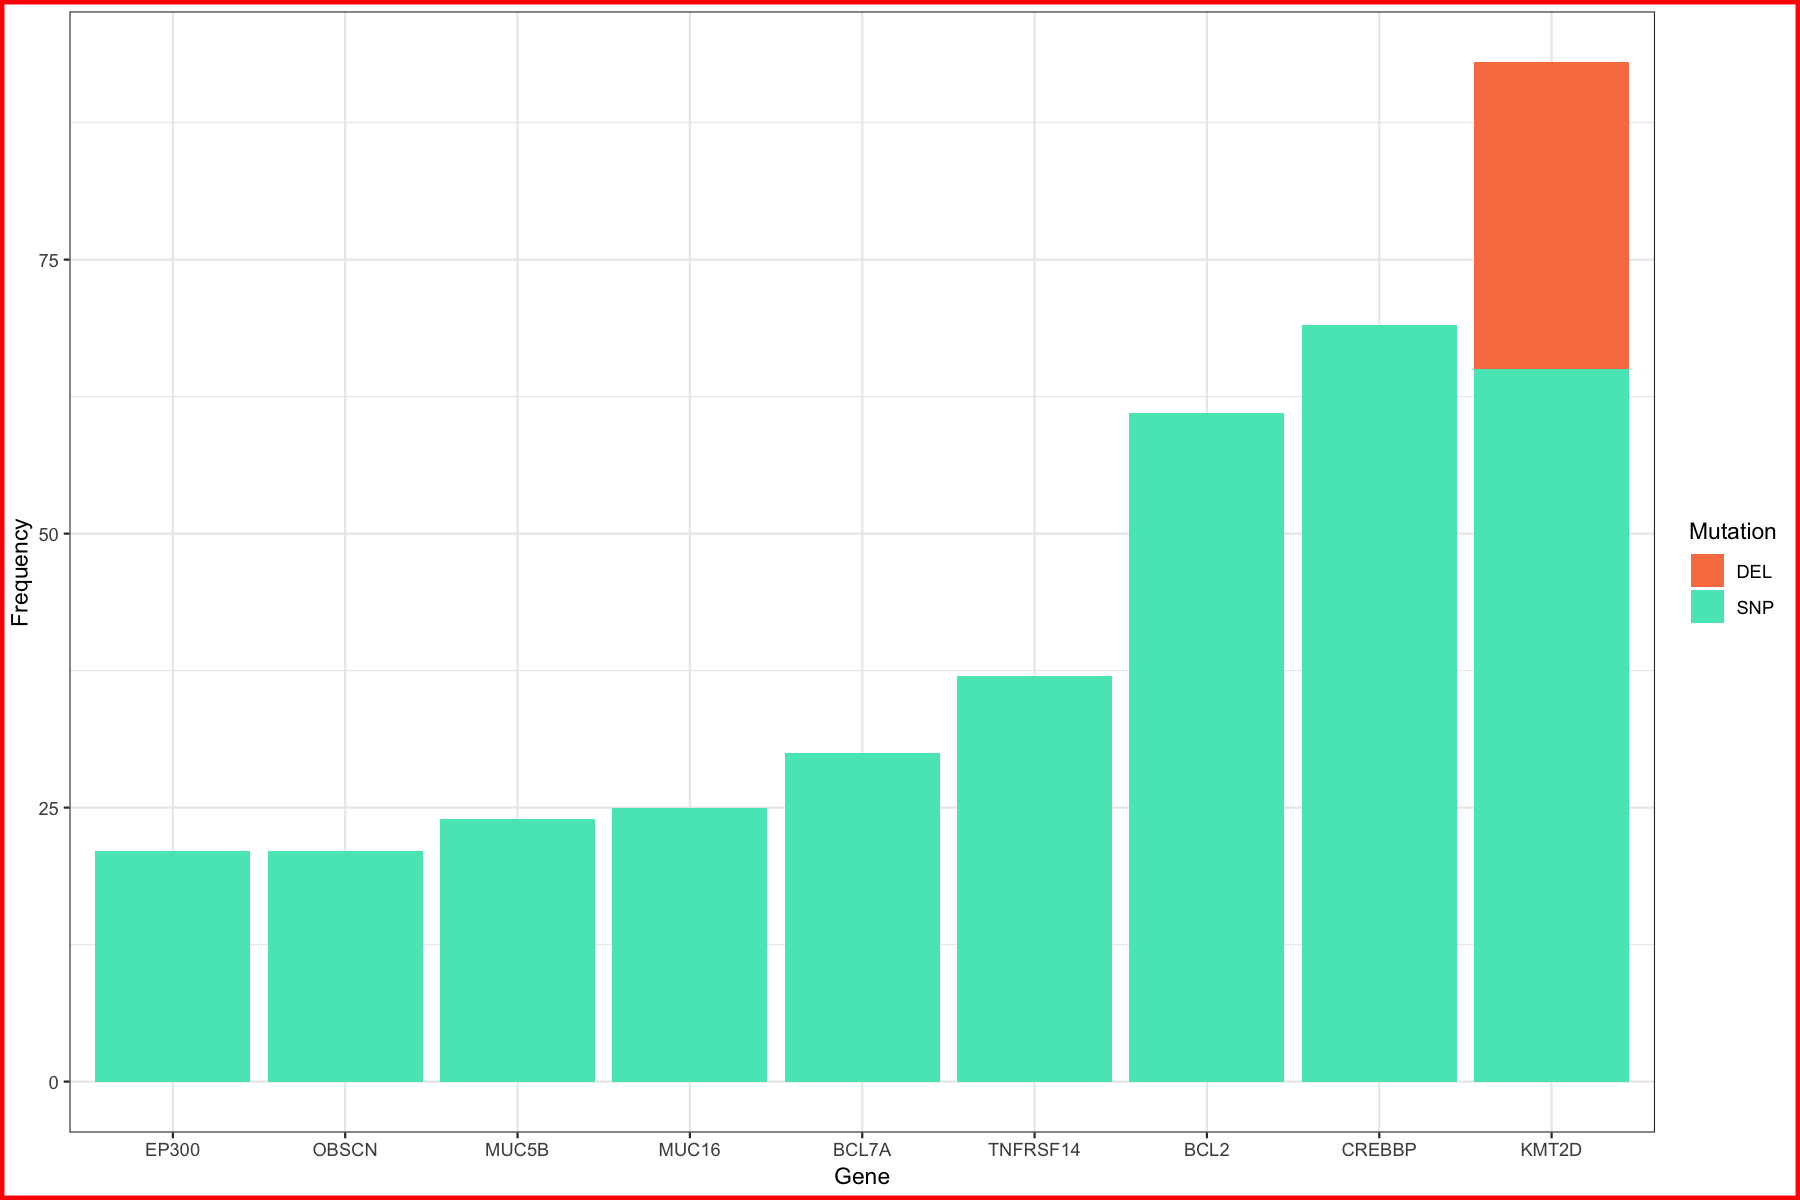 Frequency
75
50
25
0
EP300 OBSCN MUC5B MUC16 BCL7A TNFRSF14 BCL2 CREBBP KMT2D
Gene
Mutation
DEL
SNP